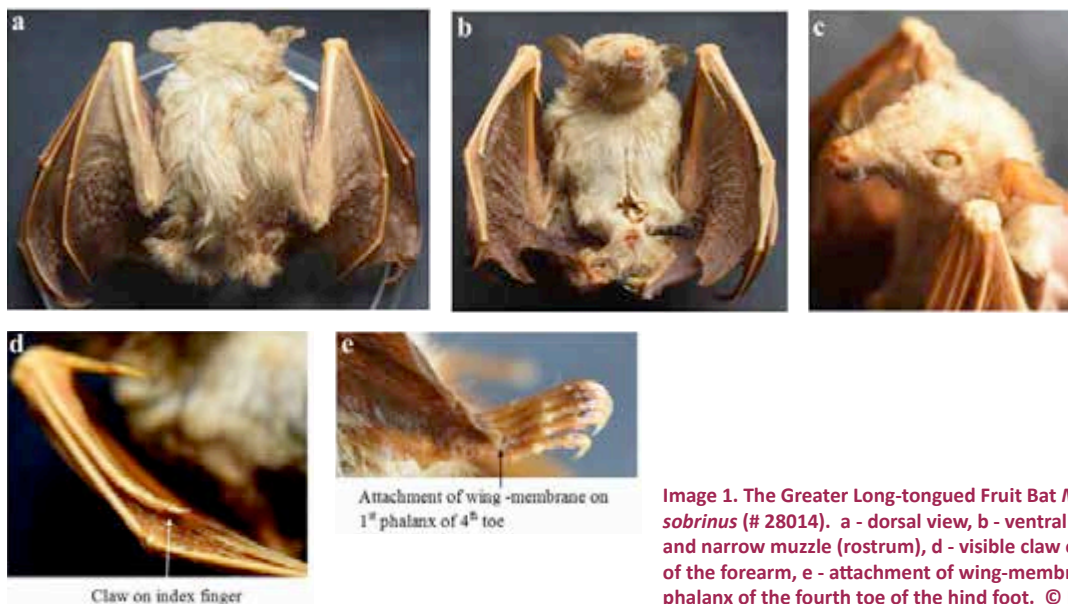 a
b
c
d
e
Attachment of wing -membrane on
1st phalanx of 4th toe
Claw on index finger
Image 1. The Greater Long-tongued Fruit Bat
sobrinus (# 28014). a - dorsal view, b - ventral
and narrow muzzle (rostrum), d - visible claw
of the forearm, e - attachment of
phalanx of the fourth toe of the hind foot. ©